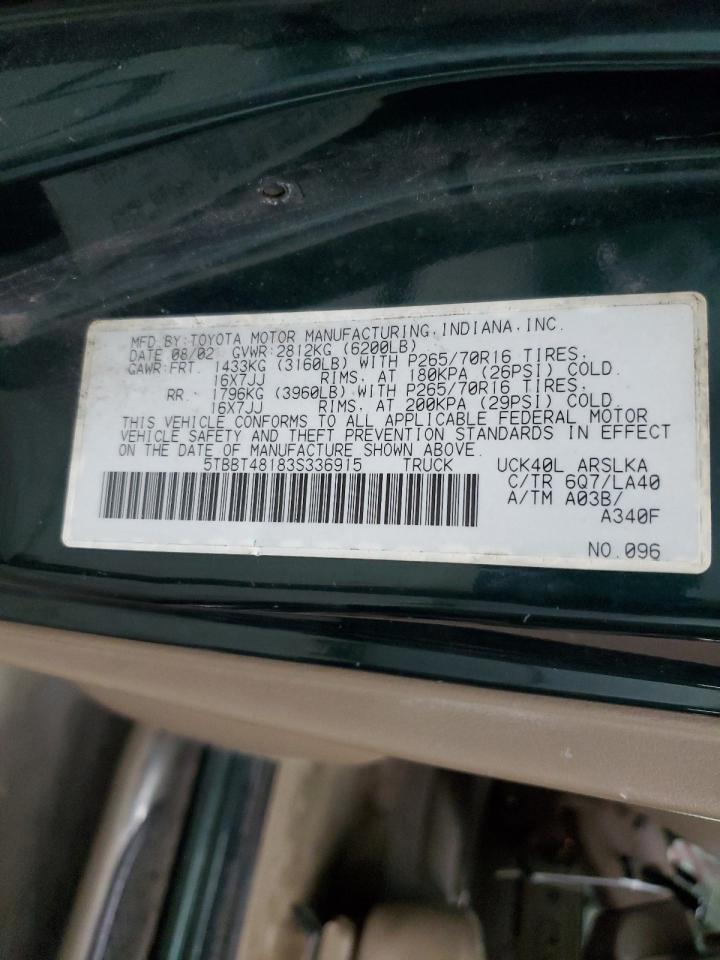 MFD. BY: TOYOTA MOTOR MANUFACTURING, INDIANA, INC.
DATE 08/02 GVWR: 2812KG (6200LB)
GAWR: FRT. 1433KG (3160LB) WITH P265/70R16 TIRES,
16X7JJ RIMS, AT 180KPA (26PSI) COLD.
RR. 1796KG (3960LB) WITH P265/70R16 TIRES,
16X7JJ RIMS, AT 200KPA (29PSI) COLD.
THIS VEHICLE CONFORMS TO ALL APPLICABLE FEDERAL MOTOR
VEHICLE SAFETY AND THEFT PREVENTION STANDARDS IN EFFECT
ON THE DATE OF MANUFACTURE SHOWN ABOVE.
5TBBT48183S336915 TRUCK UCK40L ARSLKA
C/TR 6Q7/LA40
A/TM A03B/
A340F
NO. 096